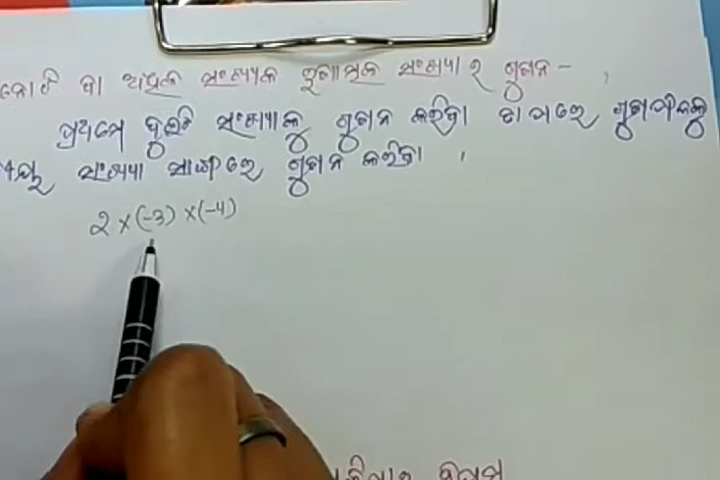 ବା ଅଧିକ ସଂଖ୍ୟକ ଋଣାତ୍ମକ ସଂଖ୍ୟାର ଗୁଣନ -
ପ୍ରଥମେ ଦୁଇଟି ସଂଖ୍ୟାକୁ ଗୁଣନ କରିବା ତାପରେ ଗୁଣଫଳକୁ
ସଂଖ୍ୟା ସାଙ୍ଗରେ ଗୁଣନ କରିବା ।
2 × (-3) × (-4)